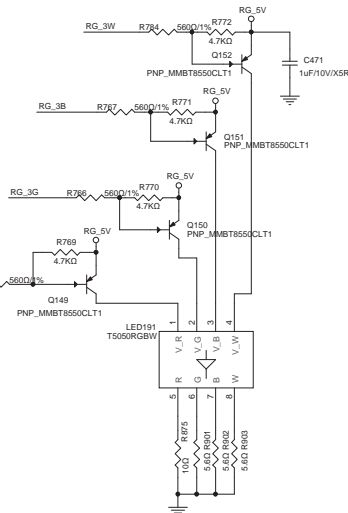 RG_5V
RG_3W
R784
560Ω/1%
R772
4.7KΩ
Q152
PNP_MMBT8550CLT1
C471
1uF/10V/X5R
RG_5V
RG_3B
R767
560Ω/1%
R771
4.7KΩ
Q151
PNP_MMBT8550CLT1
RG_5V
RG_3G
R766
560Ω/1%
R770
4.7KΩ
Q150
PNP_MMBT8550CLT1
RG_5V
R769
560Ω/1%
4.7KΩ
Q149
PNP_MMBT8550CLT1
LED191
T5050RGBW
1 2 3 4
V_R V_G V_B V_W
R G B W
5 6 7 8
R875
10Ω
5.6Ω R901
5.6Ω R902
5.6Ω R903